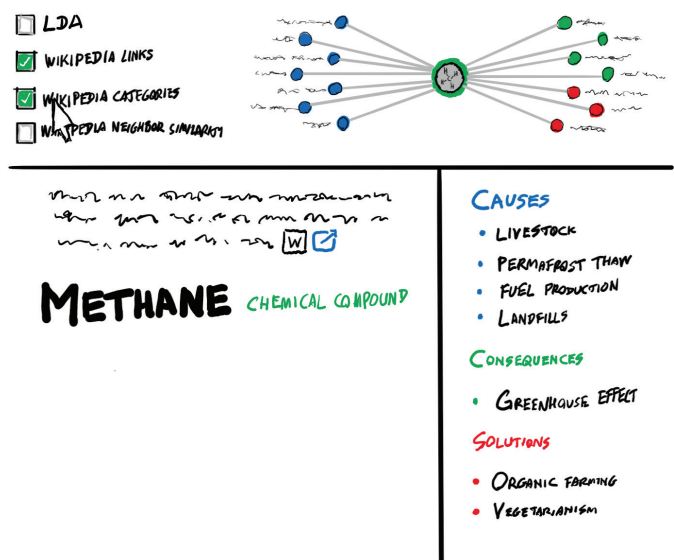 LDA
WIKIPEDIA LINKS
WIKIPEDIA CATEGORIES
WIKIPEDIA NEIGHBOR SIMILARITY
W
METHANE CHEMICAL COMPOUND
CAUSES
• LIVESTOCK
• PERMAFROST THAW
• FUEL PRODUCTION
• LANDFILLS
CONSEQUENCES
• GREENHOUSE EFFECT
SOLUTIONS
• ORGANIC FARMING
• VEGETARIANISM